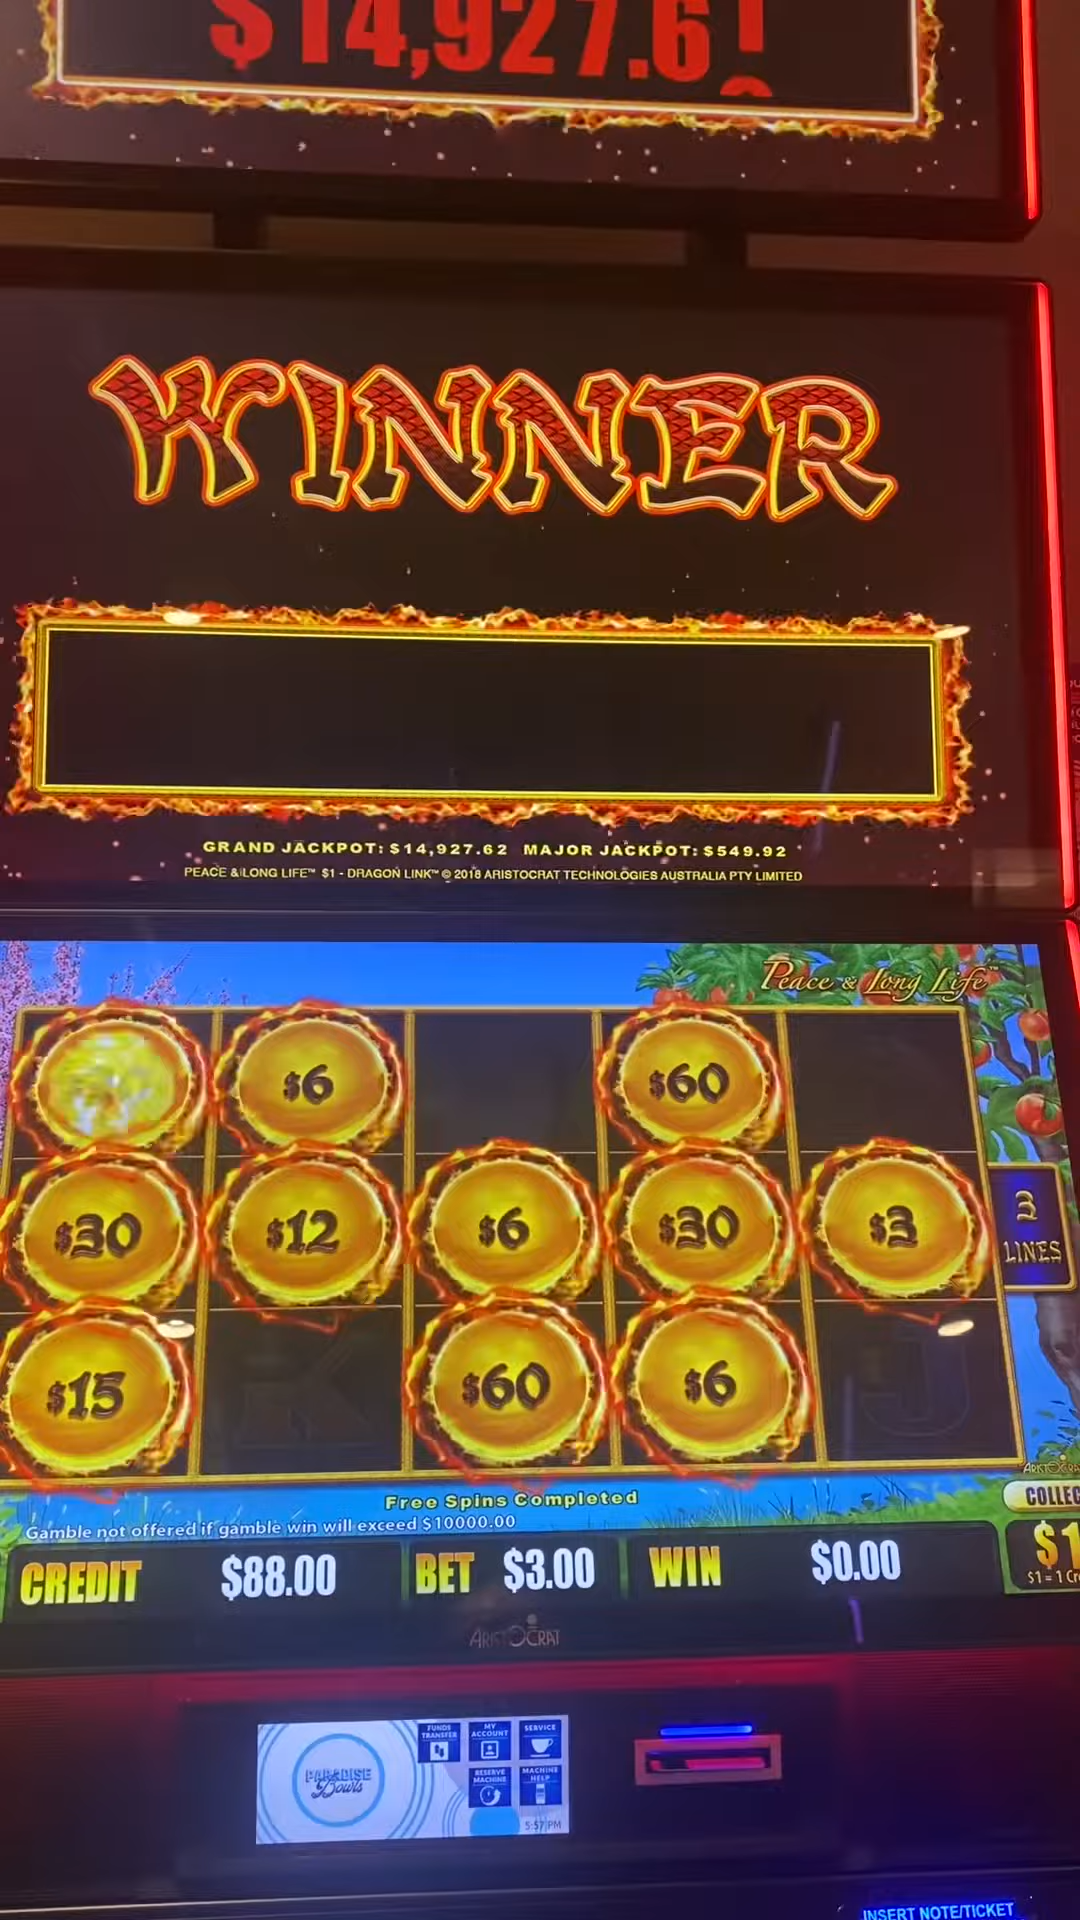 $14,927.6
WINNER
GRAND JACKPOT: $14,927.62 MAJOR JACKPOT: $549.92
PEACE & LONG LIFE™ $1 - DRAGON LINK™ © 2018 ARISTOCRAT TECHNOLOGIES AUSTRALIA PTY LIMITED
Peace & Long Life™
$6 $60
$30 $12 $6 $30 $3
3
LINES
$15 $60 $6
ARISTOCRA
Free Spins Completed
COLLEC
Gamble not offered if gamble win will exceed $10000.00
CREDIT $88.00 BET $3.00 WIN $0.00
$1
$1 = 1 Cr
ARISTOCRAT
FUNDS TRANSFER
MY ACCOUNT
SERVICE
PARADISE
Bowls
RESERVE MACHINE
MACHINE HELP
5:57 PM
INSERT NOTE/TICKET